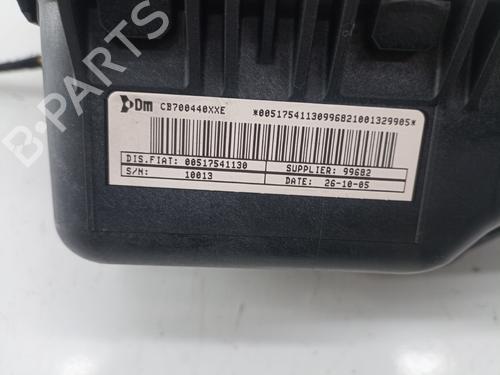 Dm CB700440XXE *00517541130996821001329905*
DIS.FIAT: 00517541130 SUPPLIER: 99682
S/N: 10013 DATE: 26-10-05
B-PARTS